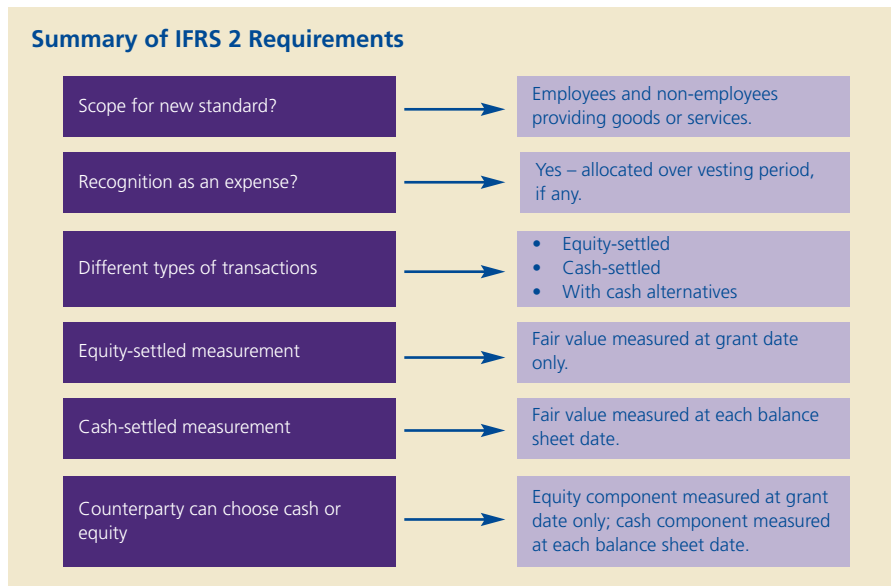 Summary of IFRS 2 Requirements
Scope for new standard?
Employees and non-employees
providing goods or services.
Recognition as an expense?
Yes – allocated over vesting period,
if any.
Different types of transactions
• Equity-settled
• Cash-settled
• With cash alternatives
Equity-settled measurement
Fair value measured at grant date
only.
Cash-settled measurement
Fair value measured at each balance
sheet date.
Counterparty can choose cash or
equity
Equity component measured at grant
date only; cash component measured
at each balance sheet date.